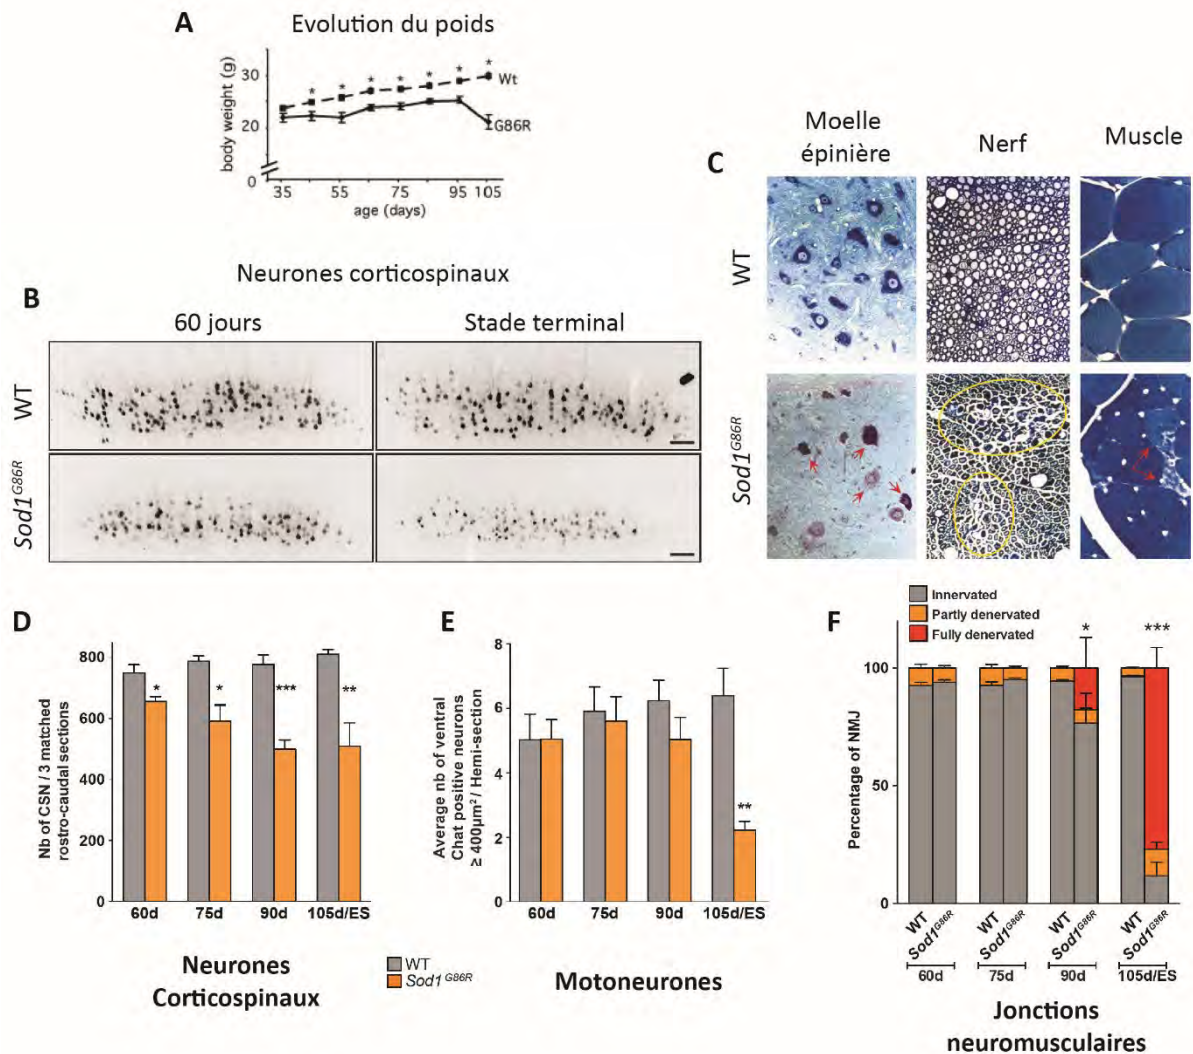 A
Evolution du poids
body weight (g)
30
20
0
* * * * * * *
Wt
G86R
35 55 75 95 105
age (days)
B
Neurones corticospinaux
60 jours
Stade terminal
WT
Sod1G86R
C
Moelle
épinière
Nerf
Muscle
WT
Sod1G86R
D
Nb of CSN / 3 matched
rostro-caudal sections
800
600
400
200
0
* * *** **
60d 75d 90d 105d/ES
Neurones
Corticospinaux
WT
Sod1 G86R
E
Average nb of ventral
Chat positive neurons
≥ 400µm² / Hemi-section
8
6
4
2
0
**
60d 75d 90d 105d/ES
Motoneurones
F
Innervated
Partly denervated
Fully denervated
* ***
Percentage of NMJ
100
50
0
WT Sod1G86R WT Sod1G86R WT Sod1G86R WT Sod1G86R
60d 75d 90d 105d/ES
Jonctions
neuromusculaires